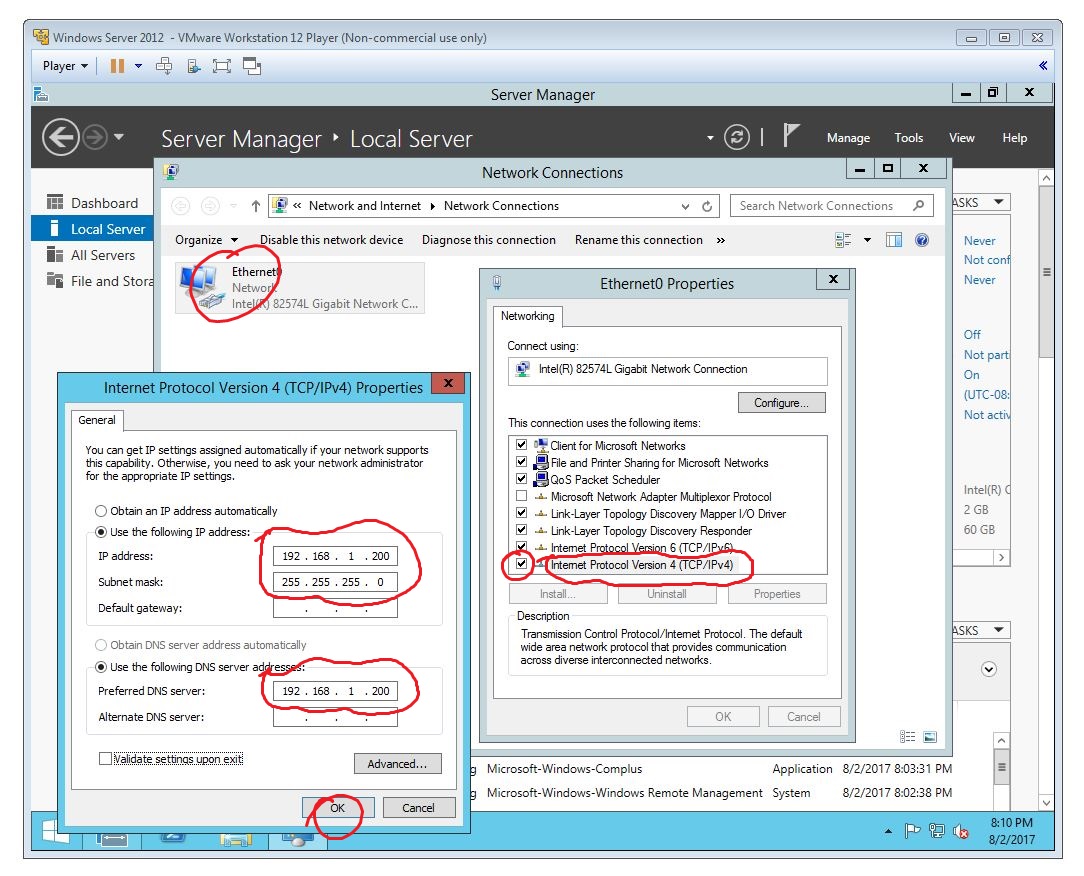 Windows Server 2012 - VMware Workstation 12 Player (Non-commercial use only)
Player
Server Manager
Server Manager Local Server
Manage Tools View Help
Network Connections
Dashboard
Local Server
All Servers
File and Stora
« Network and Internet Network Connections
Search Network Connections
ASKS
Organize Disable this network device Diagnose this connection Rename this connection »
Ethernet0
Network
Intel(R) 82574L Gigabit Network C...
Never
Not conf
Never
Off
Not parti
On
(UTC-08:
Not activ
Intel(R) C
2 GB
60 GB
ASKS
Ethernet0 Properties
Networking
Connect using:
Intel(R) 82574L Gigabit Network Connection
Configure...
This connection uses the following items:
Client for Microsoft Networks
File and Printer Sharing for Microsoft Networks
QoS Packet Scheduler
Microsoft Network Adapter Multiplexor Protocol
Link-Layer Topology Discovery Mapper I/O Driver
Link-Layer Topology Discovery Responder
Internet Protocol Version 6 (TCP/IPv6)
Internet Protocol Version 4 (TCP/IPv4)
Install... Uninstall Properties
Description
Transmission Control Protocol/Internet Protocol. The default
wide area network protocol that provides communication
across diverse interconnected networks.
OK Cancel
Internet Protocol Version 4 (TCP/IPv4) Properties
General
You can get IP settings assigned automatically if your network supports
this capability. Otherwise, you need to ask your network administrator
for the appropriate IP settings.
Obtain an IP address automatically
Use the following IP address:
IP address: 192 . 168 . 1 . 200
Subnet mask: 255 . 255 . 255 . 0
Default gateway: . . .
Obtain DNS server address automatically
Use the following DNS server addresses:
Preferred DNS server: 192 . 168 . 1 . 200
Alternate DNS server: . . .
Validate settings upon exit
Advanced...
OK Cancel
g Microsoft-Windows-Complus Application 8/2/2017 8:03:31 PM
g Microsoft-Windows-Windows Remote Management System 8/2/2017 8:02:38 PM
8:10 PM
8/2/2017